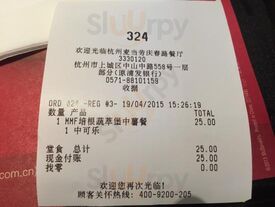 Sluurpy
324
欢迎光临杭州麦当劳庆春路餐厅
3330120
杭州市上城区中山中路558号一层
部分(原浦发银行)
0571-88101158
收据
ORD #24 -REG #3- 19/04/2015 15:26:19
数量 产品 TOTAL
1 MMF培根蔬萃堡中薯餐 25.00
1 中可乐
堂食 总计 25.00
现金付账 25.00
找零 0.00
欢迎您再次光临!
顾客关怀热线: 400-9200-205